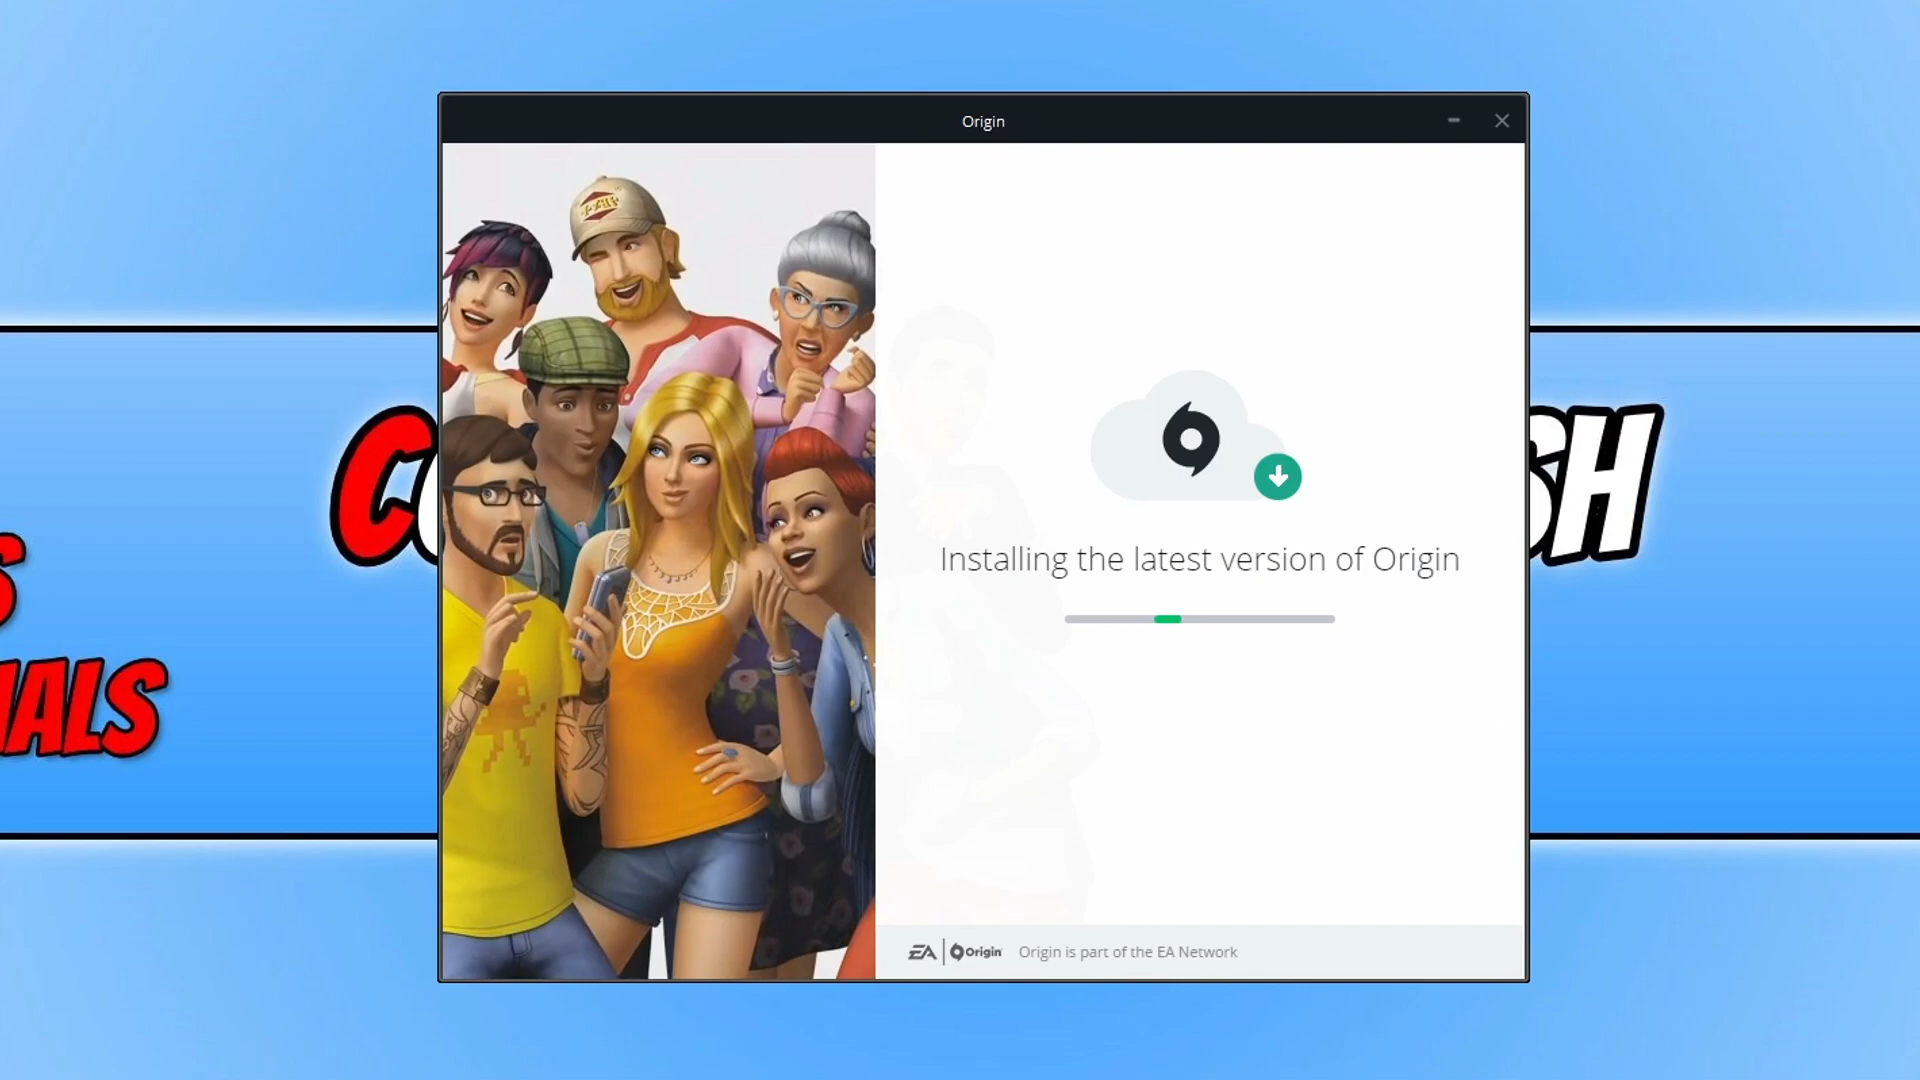 Origin
Installing the latest version of Origin
EA
Origin
Origin is part of the EA Network